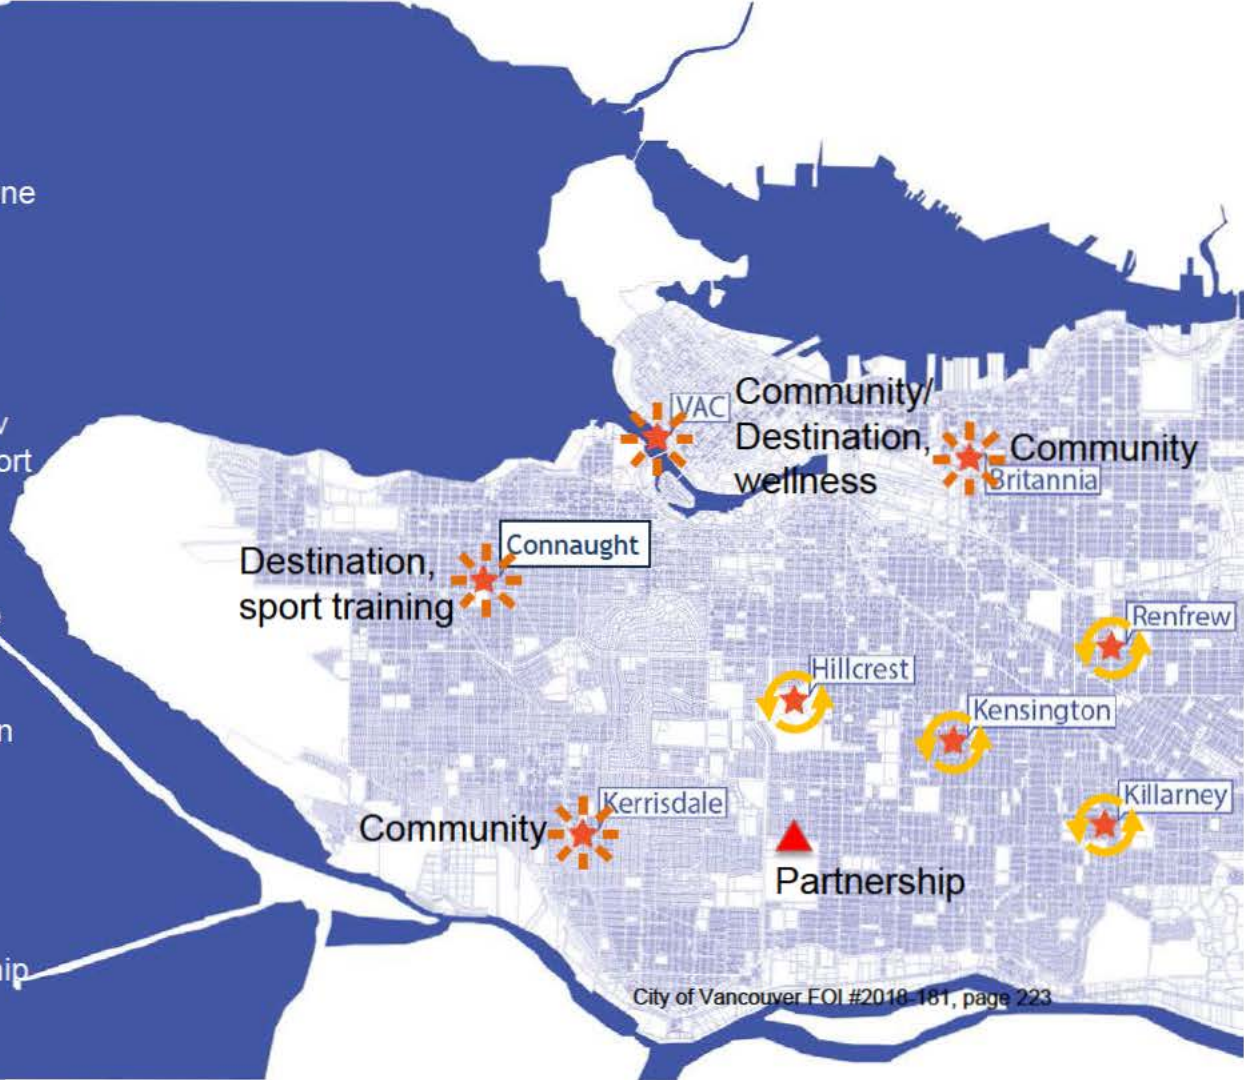 ne
ort
n
ip
VAC
Community/
Destination,
wellness
Community
Britannia
Connaught
Destination,
sport training
Renfrew
Hillcrest
Kensington
Kerrisdale
Community
Killarney
Partnership
City of Vancouver FOI #2018-181, page 223